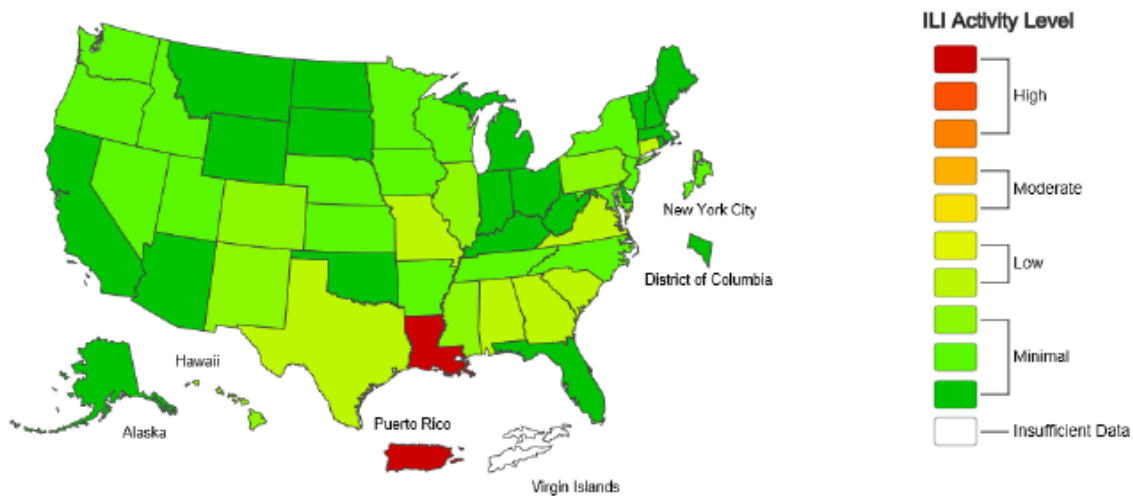 ILI Activity Level
High
Moderate
Low
Minimal
Insufficient Data
New York City
District of Columbia
Hawaii
Alaska
Puerto Rico
Virgin Islands